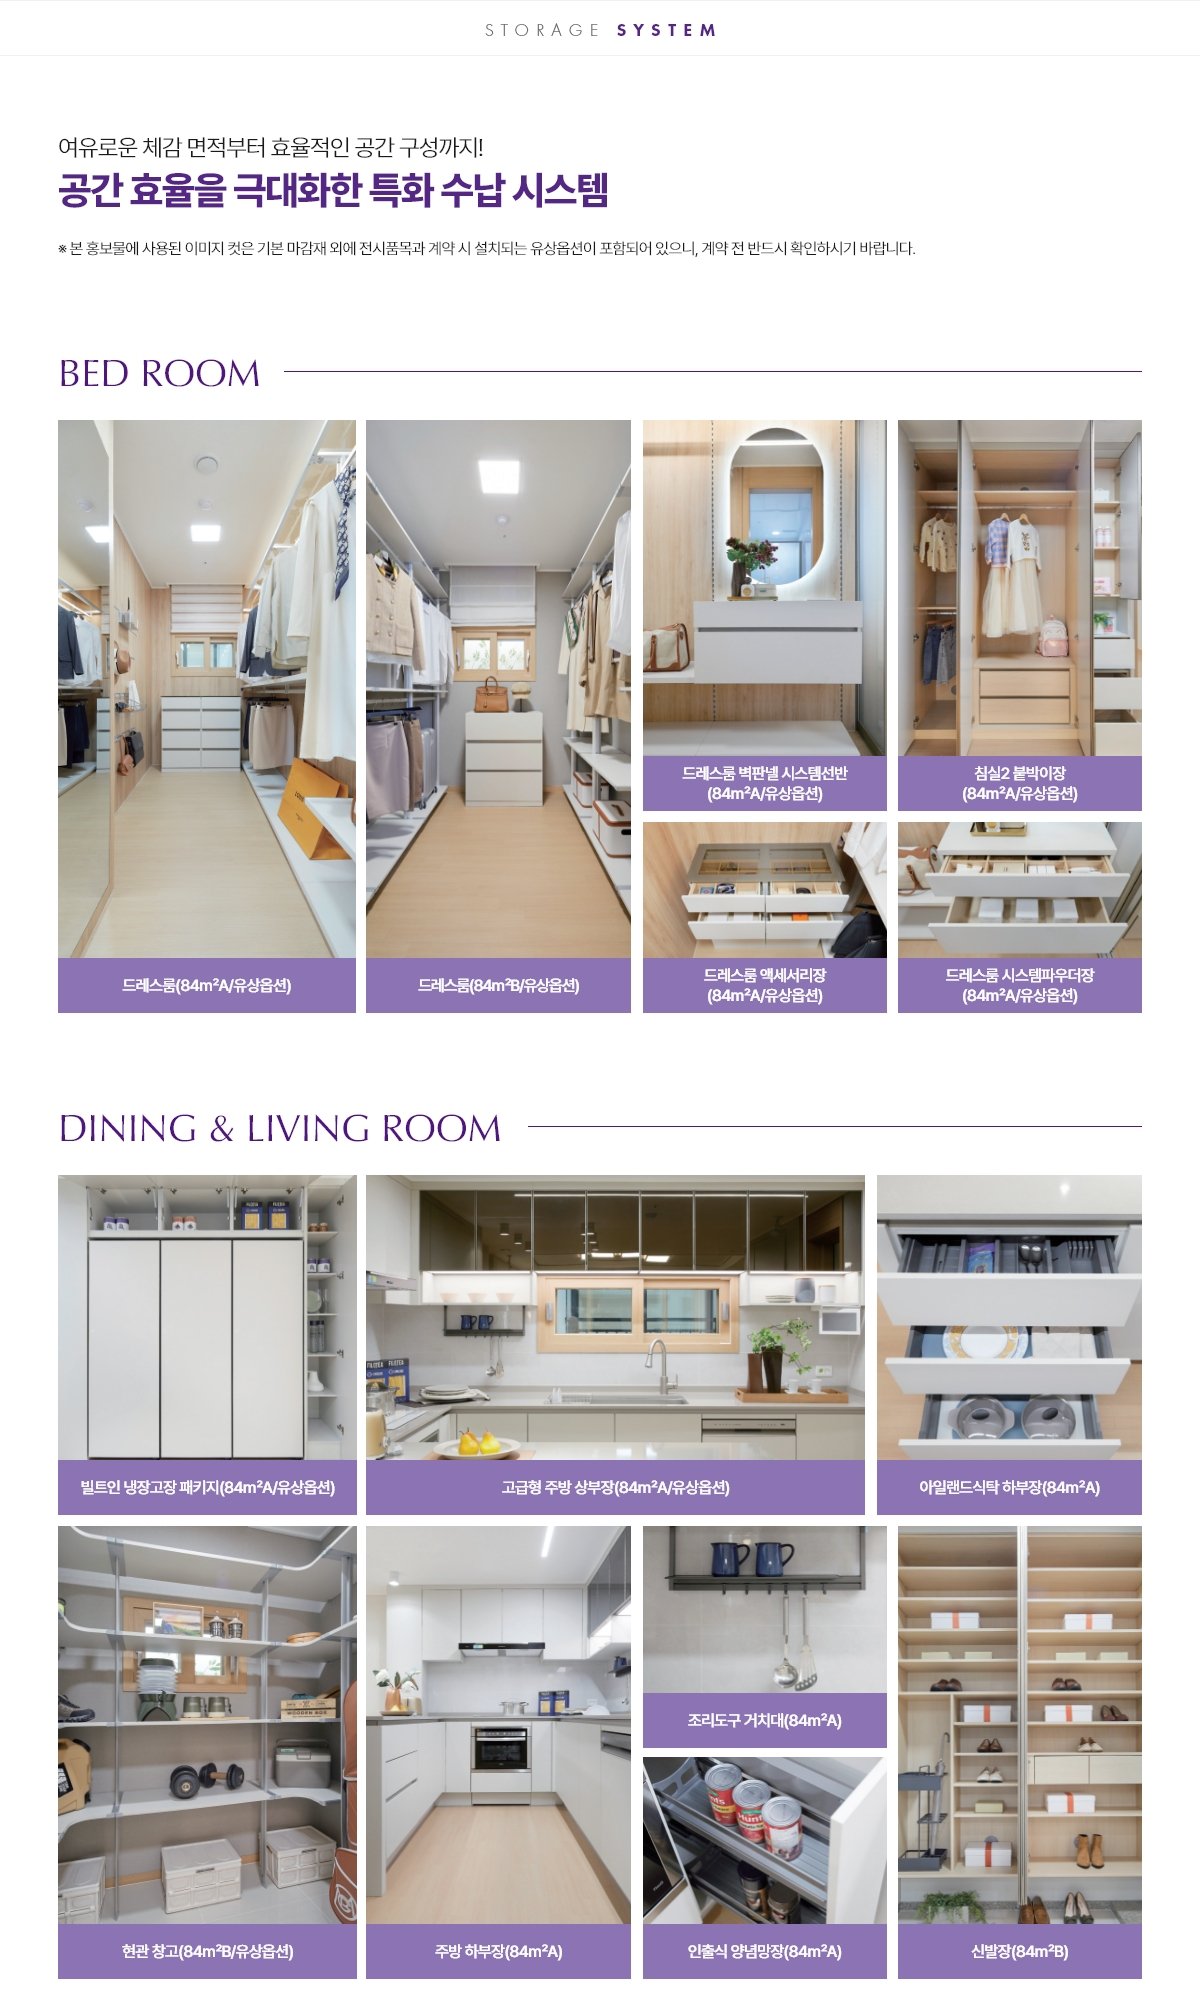 STORAGE SYSTEM
여유로운 체감 면적부터 효율적인 공간 구성까지!
공간 효율을 극대화한 특화 수납 시스템
※ 본 홍보물에 사용된 이미지 컷은 기본 마감재 외에 전시품목과 계약 시 설치되는 유상옵션이 포함되어 있으니, 계약 전 반드시 확인하시기 바랍니다.
BED ROOM
드레스룸(84m²A/유상옵션)
드레스룸(84m²B/유상옵션)
드레스룸 벽판넬 시스템선반
(84m²A/유상옵션)
침실2 붙박이장
(84m²A/유상옵션)
드레스룸 액세서리장
(84m²A/유상옵션)
드레스룸 시스템파우더장
(84m²A/유상옵션)
DINING & LIVING ROOM
빌트인 냉장고장 패키지(84m²A/유상옵션)
고급형 주방 상부장(84m²A/유상옵션)
아일랜드식탁 하부장(84m²A)
현관 창고(84m²B/유상옵션)
주방 하부장(84m²A)
조리도구 거치대(84m²A)
인출식 양념망장(84m²A)
신발장(84m²B)